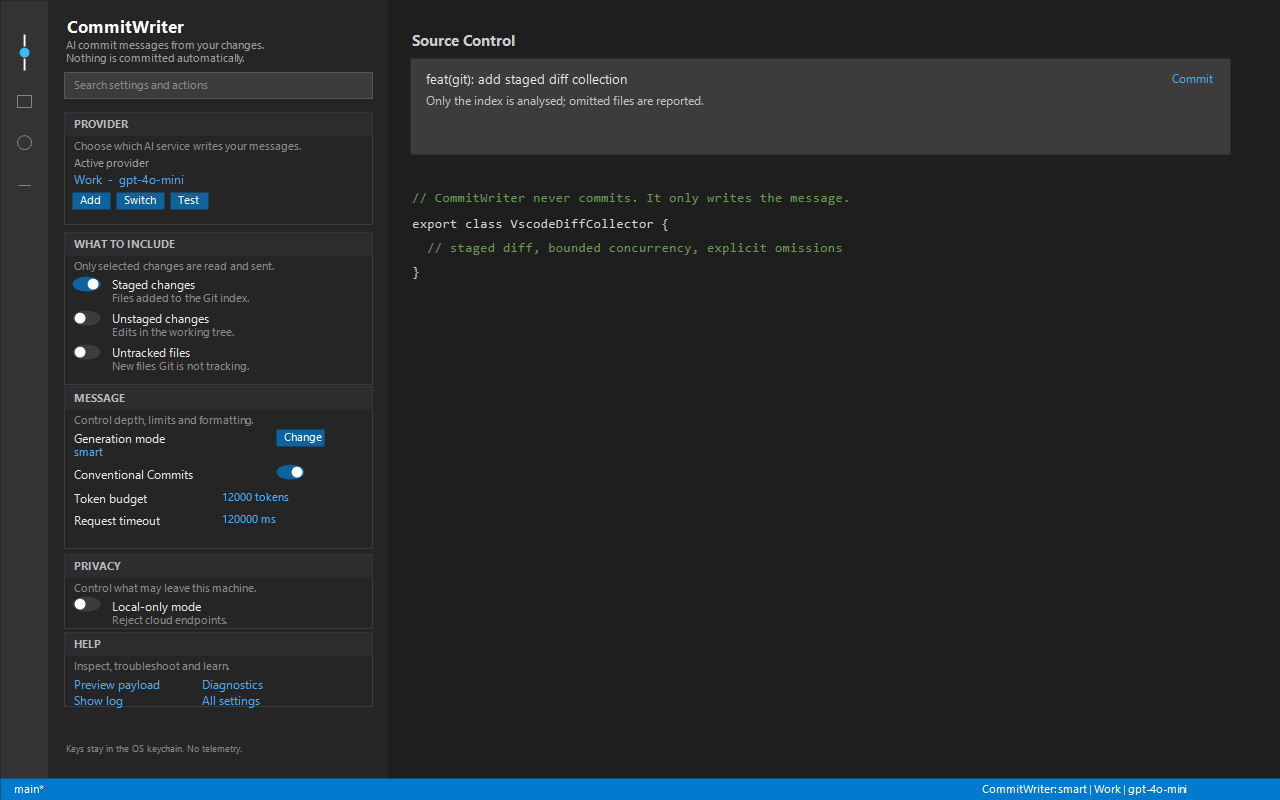 CommitWriter
AI commit messages from your changes.
Nothing is committed automatically.
Search settings and actions
PROVIDER
Choose which AI service writes your messages.
Active provider
Work - gpt-4o-mini
Add Switch Test
WHAT TO INCLUDE
Only selected changes are read and sent.
Staged changes
Files added to the Git index.
Unstaged changes
Edits in the working tree.
Untracked files
New files Git is not tracking.
MESSAGE
Control depth, limits and formatting.
Generation mode Change
smart
Conventional Commits
Token budget 12000 tokens
Request timeout 120000 ms
PRIVACY
Control what may leave this machine.
Local-only mode
Reject cloud endpoints.
HELP
Inspect, troubleshoot and learn.
Preview payload Diagnostics
Show log All settings
Keys stay in the OS keychain. No telemetry.
Source Control
feat(git): add staged diff collection Commit
Only the index is analysed; omitted files are reported.
// CommitWriter never commits. It only writes the message.
export class VscodeDiffCollector {
// staged diff, bounded concurrency, explicit omissions
}
main* CommitWriter: smart | Work | gpt-4o-mini